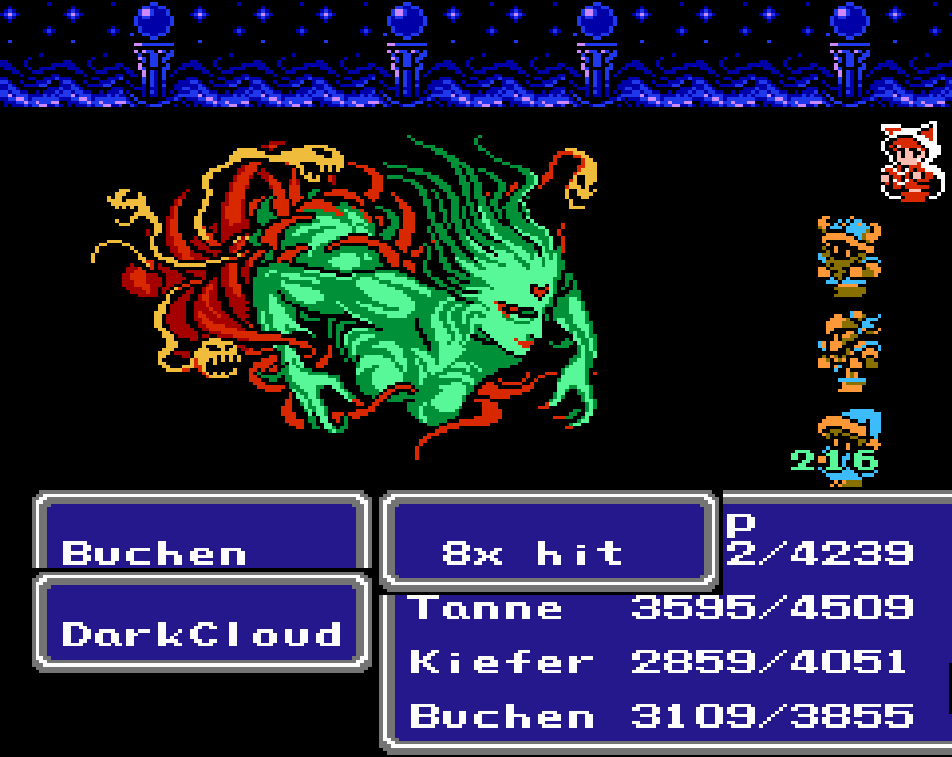 216
Buchen
8x hit
P
2/4239
DarkCloud
Tanne 3595/4509
Kiefer 2859/4051
Buchen 3109/3855